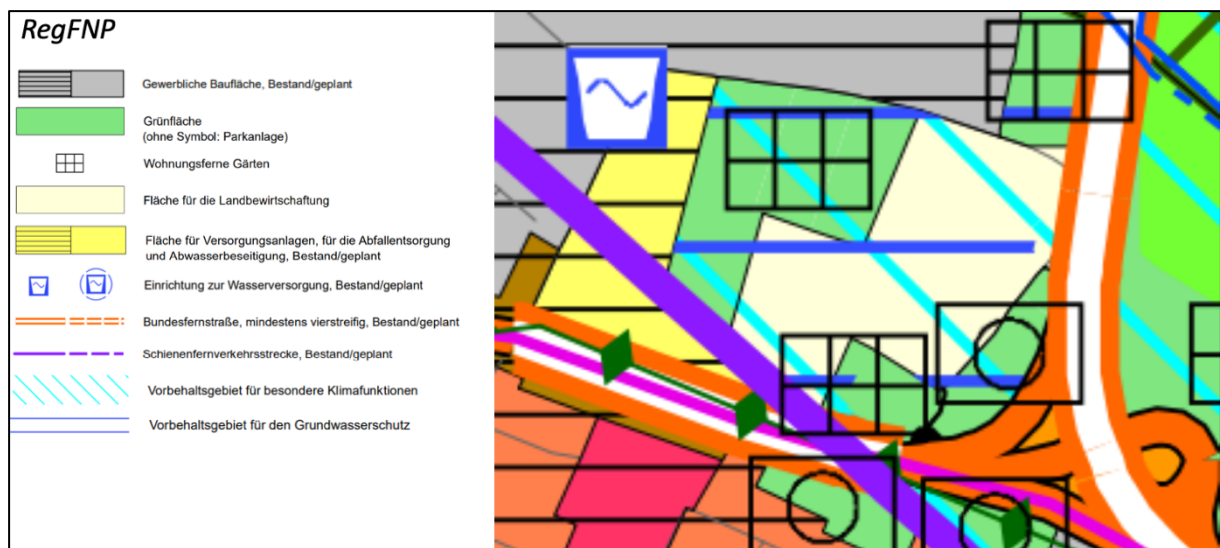 RegFNP
Gewerbliche Baufläche, Bestand/geplant
Grünfläche
(ohne Symbol: Parkanlage)
Wohnungsferne Gärten
Fläche für die Landbewirtschaftung
Fläche für Versorgungsanlagen, für die Abfallentsorgung
und Abwasserbeseitigung, Bestand/geplant
Einrichtung zur Wasserversorgung, Bestand/geplant
Bundesfernstraße, mindestens vierstreifig, Bestand/geplant
Schienenfernverkehrsstrecke, Bestand/geplant
Vorbehaltsgebiet für besondere Klimafunktionen
Vorbehaltsgebiet für den Grundwasserschutz